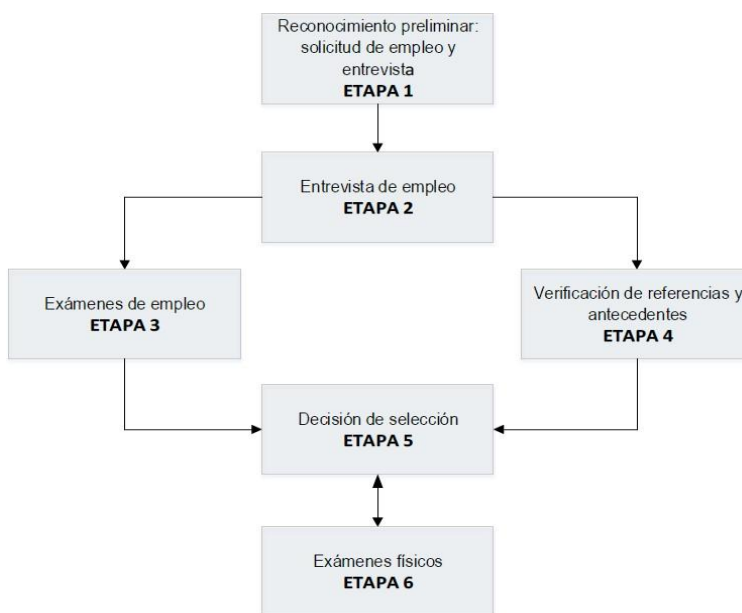 Reconocimiento preliminar:
solicitud de empleo y
entrevista
ETAPA 1
Entrevista de empleo
ETAPA 2
Exámenes de empleo
ETAPA 3
Verificación de referencias y
antecedentes
ETAPA 4
Decisión de selección
ETAPA 5
Exámenes físicos
ETAPA 6